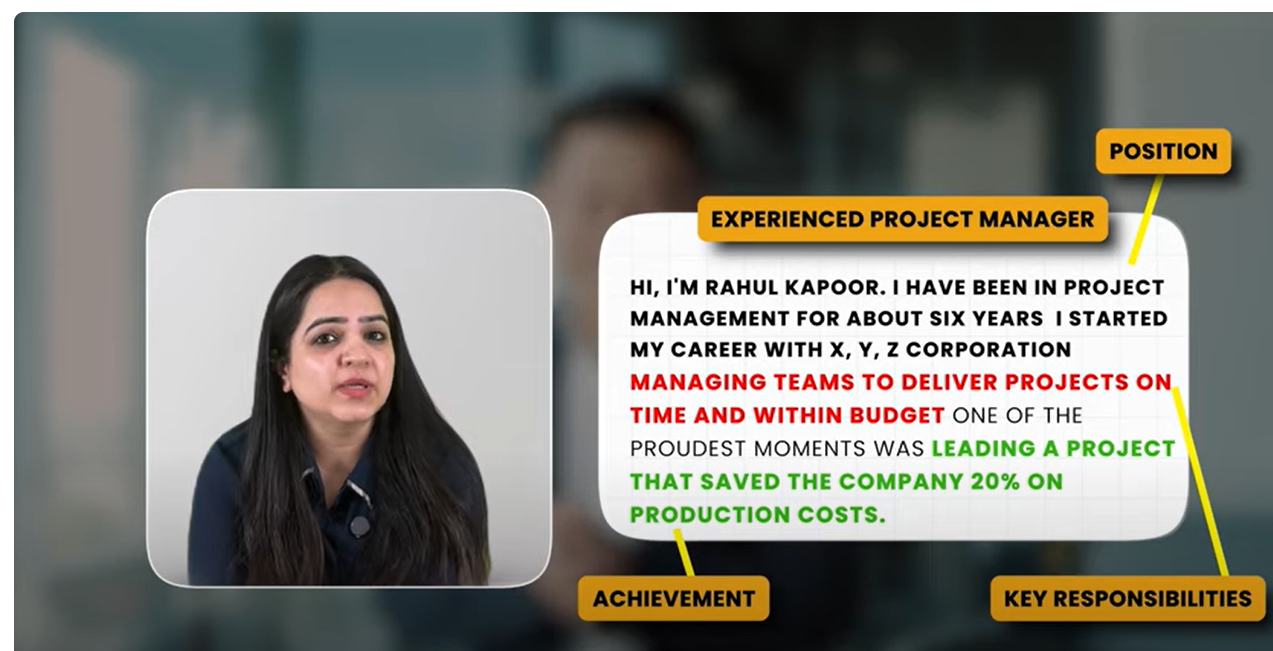 POSITION
EXPERIENCED PROJECT MANAGER
HI, I'M RAHUL KAPOOR. I HAVE BEEN IN PROJECT
MANAGEMENT FOR ABOUT SIX YEARS I STARTED
MY CAREER WITH X, Y, Z CORPORATION
MANAGING TEAMS TO DELIVER PROJECTS ON
TIME AND WITHIN BUDGET ONE OF THE
PROUDEST MOMENTS WAS LEADING A PROJECT
THAT SAVED THE COMPANY 20% ON
PRODUCTION COSTS.
ACHIEVEMENT
KEY RESPONSIBILITIES